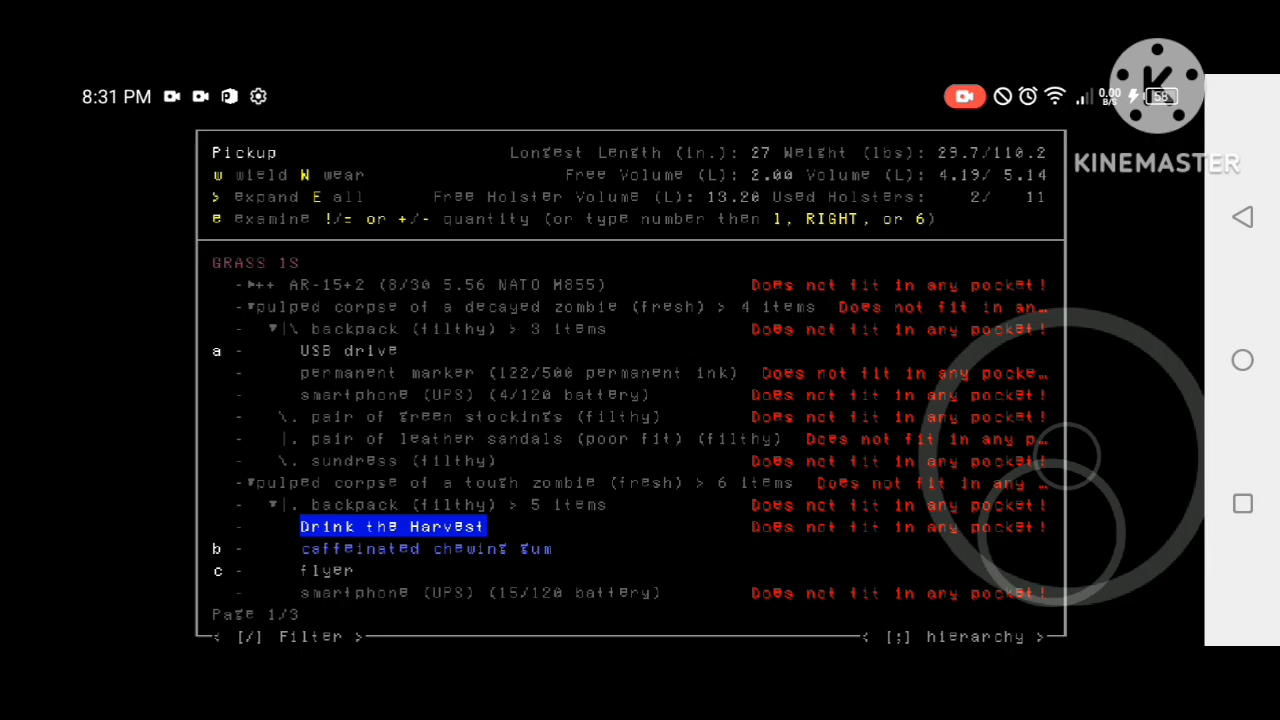 8:31 PM
0.00 B/S
58
KINEMASTER
Pickup Longest Length (in.): 27 Weight (lbs): 29.7/110.2
w wield W wear Free Volume (L): 2.00 Volume (L): 4.19/ 5.14
> expand E all Free Holster Volume (L): 13.20 Used Holsters: 2/ 11
e examine !/= or +/- quantity (or type number then 1, RIGHT, or 6)
GRASS 1S
-▶++ AR-15+2 (8/30 5.56 NATO M855) Does not fit in any pocket!
-▼pulped corpse of a decayed zombie (fresh) > 4 items Does not fit in an…
▼|\ backpack (filthy) > 3 items Does not fit in any pocket!
a - USB drive
- permanent marker (122/500 permanent ink) Does not fit in any pocke…
- smartphone (UPS) (4/120 battery) Does not fit in any pocket!
- \. pair of green stockings (filthy) Does not fit in any pocket!
- |. pair of leather sandals (poor fit) (filthy) Does not fit in any p…
- \. sundress (filthy) Does not fit in any pocket!
-▼pulped corpse of a tough zombie (fresh) > 6 items Does not fit in any …
- ▼|. backpack (filthy) > 5 items Does not fit in any pocket!
- Drink the Harvest Does not fit in any pocket!
b - caffeinated chewing gum
c - flyer
- smartphone (UPS) (15/120 battery) Does not fit in any pocket!
Page 1/3
< [/] Filter > < [;] hierarchy >